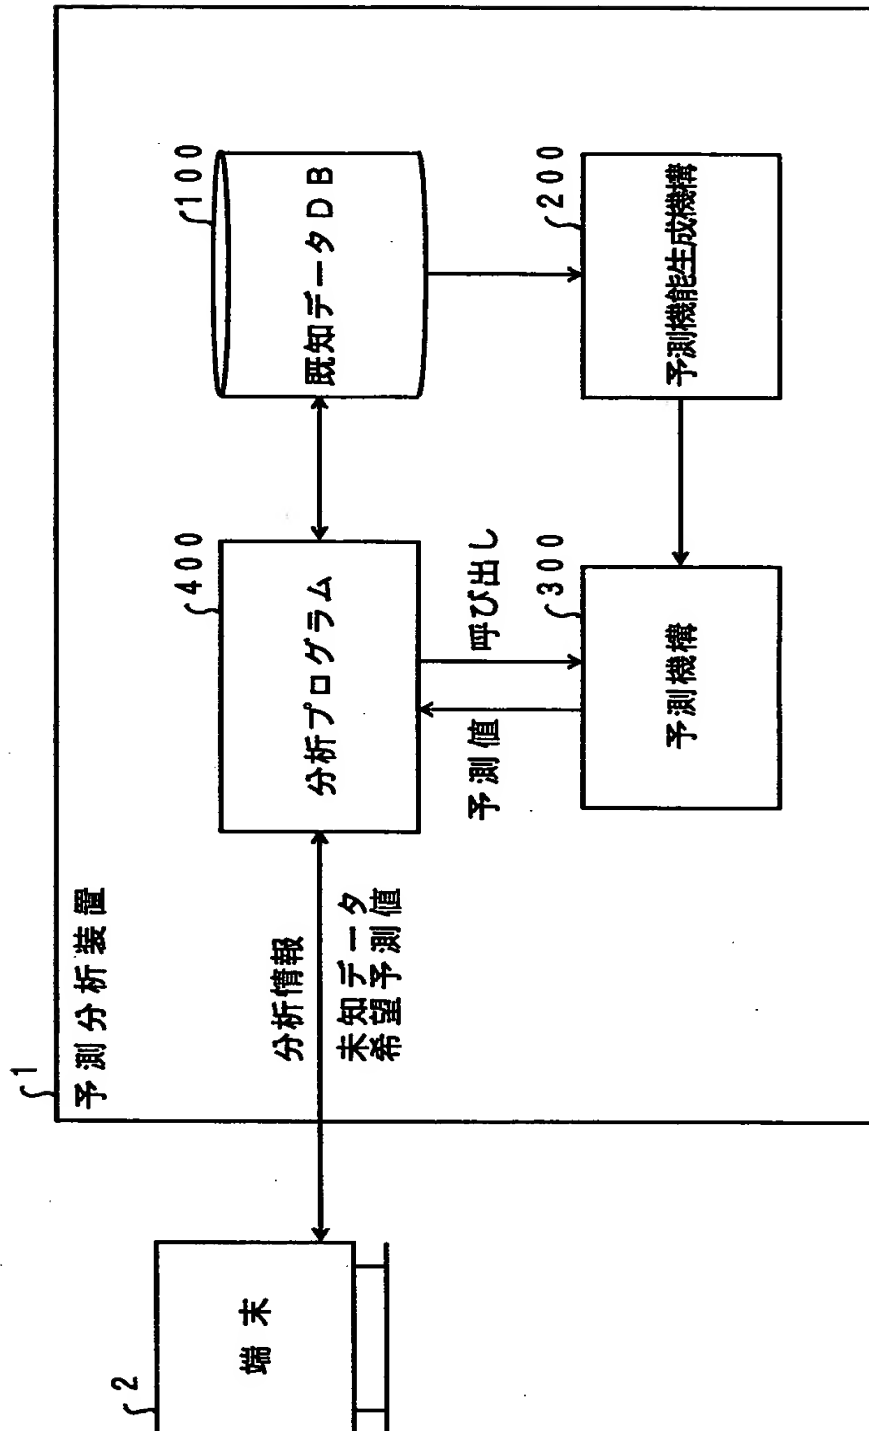 1
予測分析装置
2
端末
分析情報
未知データ
希望予測値
400
分析プログラム
100
既知データDB
予測値
呼び出し
300
予測機構
200
予測機能生成機構